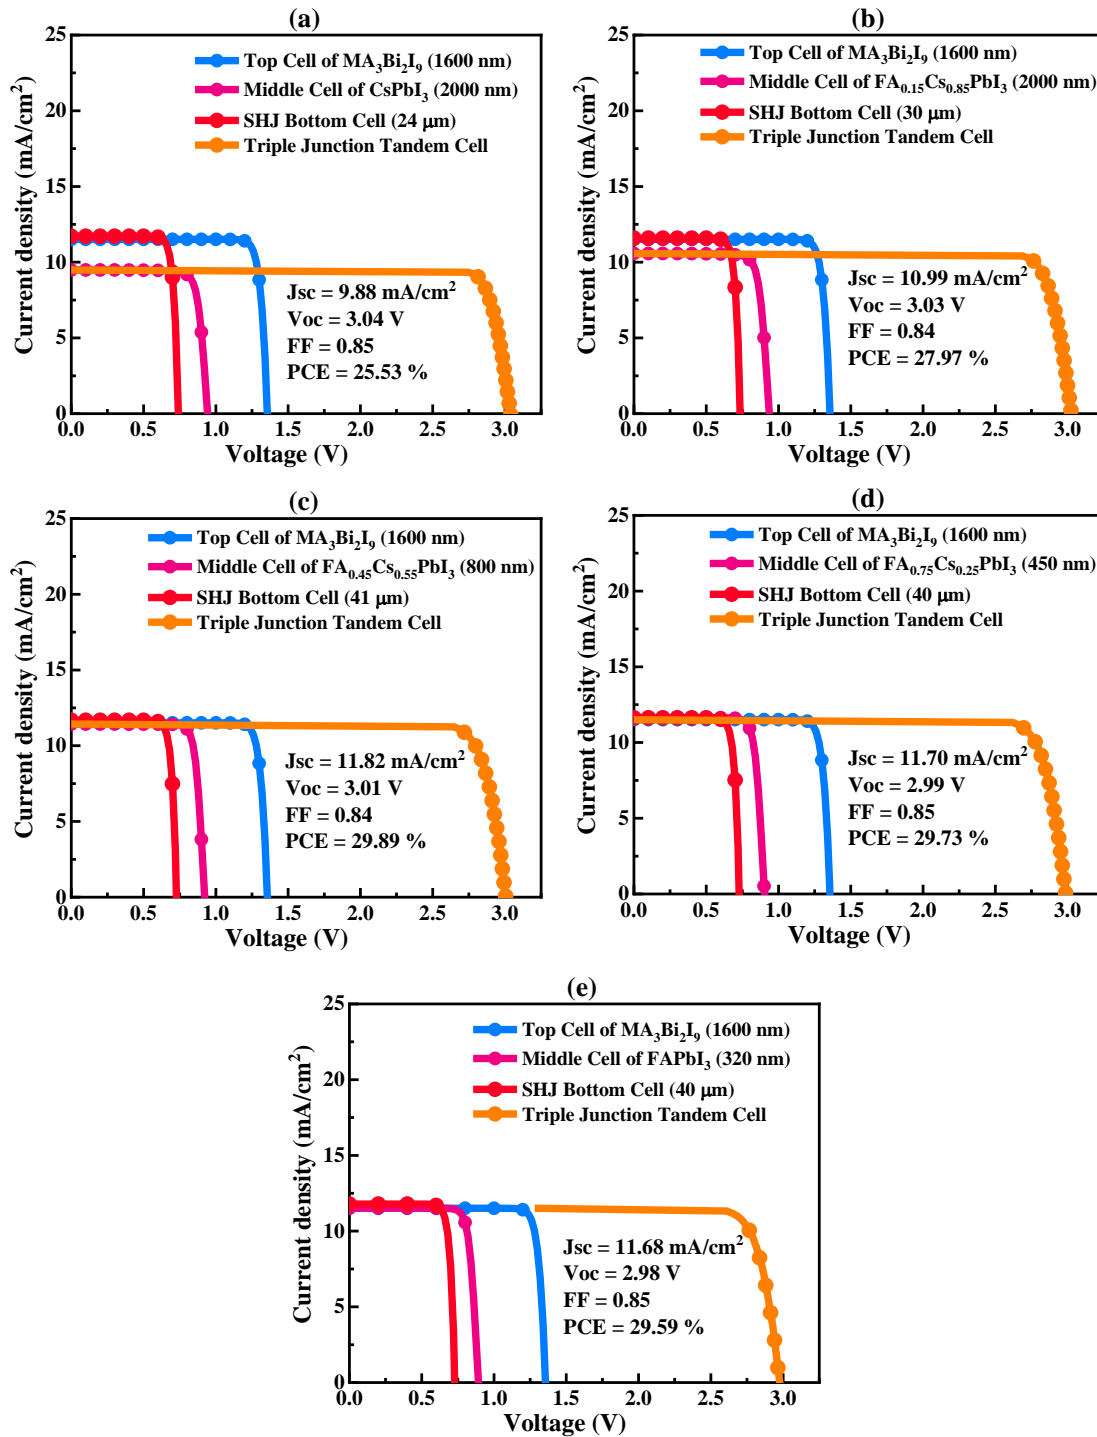 (a)
Top Cell of MA₃Bi₂I₉ (1600 nm)
Middle Cell of CsPbI₃ (2000 nm)
SHJ Bottom Cell (24 μm)
Triple Junction Tandem Cell
Jsc = 9.88 mA/cm²
Voc = 3.04 V
FF = 0.85
PCE = 25.53 %
Current density (mA/cm²)
25
20
15
10
5
0
0.0 0.5 1.0 1.5 2.0 2.5 3.0
Voltage (V)
(b)
Top Cell of MA₃Bi₂I₉ (1600 nm)
Middle Cell of FA₀.₁₅Cs₀.₈₅PbI₃ (2000 nm)
SHJ Bottom Cell (30 μm)
Triple Junction Tandem Cell
Jsc = 10.99 mA/cm²
Voc = 3.03 V
FF = 0.84
PCE = 27.97 %
Current density (mA/cm²)
25
20
15
10
5
0
0.0 0.5 1.0 1.5 2.0 2.5 3.0
Voltage (V)
(c)
Top Cell of MA₃Bi₂I₉ (1600 nm)
Middle Cell of FA₀.₄₅Cs₀.₅₅PbI₃ (800 nm)
SHJ Bottom Cell (41 μm)
Triple Junction Tandem Cell
Jsc = 11.82 mA/cm²
Voc = 3.01 V
FF = 0.84
PCE = 29.89 %
Current density (mA/cm²)
25
20
15
10
5
0
0.0 0.5 1.0 1.5 2.0 2.5 3.0
Voltage (V)
(d)
Top Cell of MA₃Bi₂I₉ (1600 nm)
Middle Cell of FA₀.₇₅Cs₀.₂₅PbI₃ (450 nm)
SHJ Bottom Cell (40 μm)
Triple Junction Tandem Cell
Jsc = 11.70 mA/cm²
Voc = 2.99 V
FF = 0.85
PCE = 29.73 %
Current density (mA/cm²)
25
20
15
10
5
0
0.0 0.5 1.0 1.5 2.0 2.5 3.0
Voltage (V)
(e)
Top Cell of MA₃Bi₂I₉ (1600 nm)
Middle Cell of FAPbI₃ (320 nm)
SHJ Bottom Cell (40 μm)
Triple Junction Tandem Cell
Jsc = 11.68 mA/cm²
Voc = 2.98 V
FF = 0.85
PCE = 29.59 %
Current density (mA/cm²)
25
20
15
10
5
0
0.0 0.5 1.0 1.5 2.0 2.5 3.0
Voltage (V)